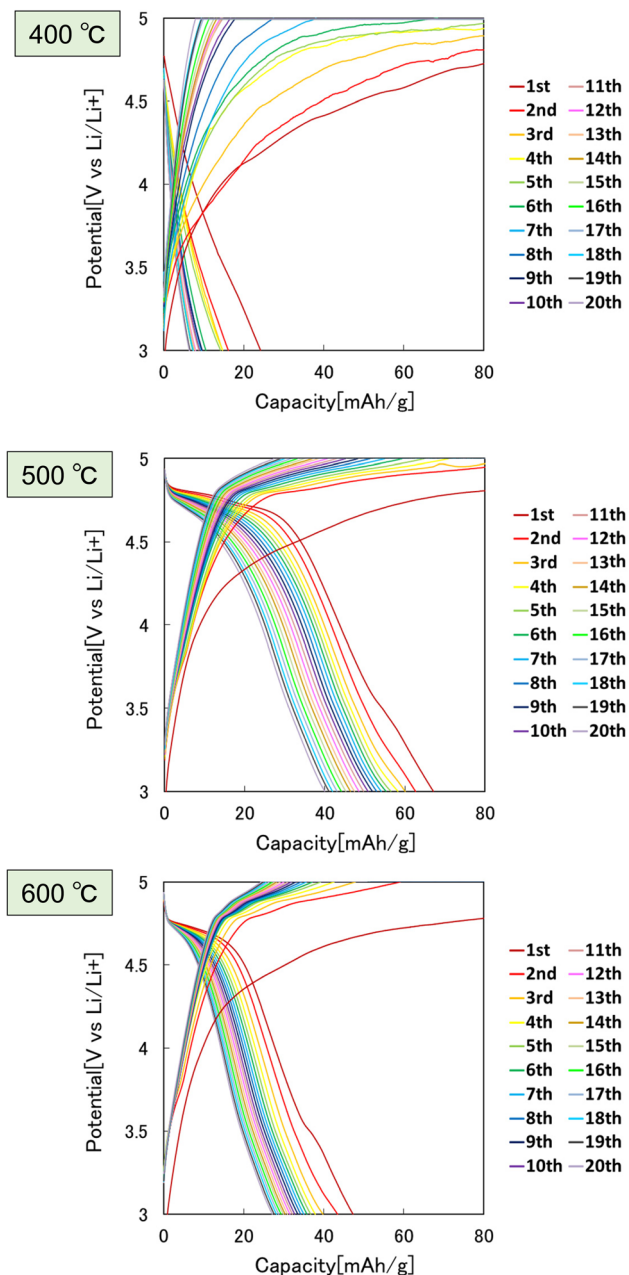 400 ℃
5
4.5
4
3.5
3
Potential[V vs Li/Li+]
0 20 40 60 80
Capacity[mAh/g]
1st 11th
2nd 12th
3rd 13th
4th 14th
5th 15th
6th 16th
7th 17th
8th 18th
9th 19th
10th 20th
500 ℃
5
4.5
4
3.5
3
Potential[V vs Li/Li+]
0 20 40 60 80
Capacity[mAh/g]
1st 11th
2nd 12th
3rd 13th
4th 14th
5th 15th
6th 16th
7th 17th
8th 18th
9th 19th
10th 20th
600 ℃
5
4.5
4
3.5
3
Potential[V vs Li/Li+]
0 20 40 60 80
Capacity[mAh/g]
1st 11th
2nd 12th
3rd 13th
4th 14th
5th 15th
6th 16th
7th 17th
8th 18th
9th 19th
10th 20th